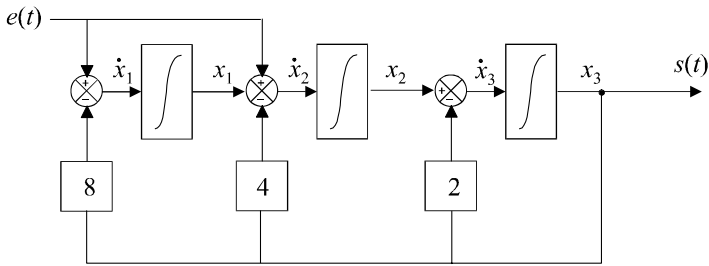 e(t)
ẋ₁ x₁ ẋ₂ x₂ ẋ₃ x₃ s(t)
+ − + − + −
8 4 2